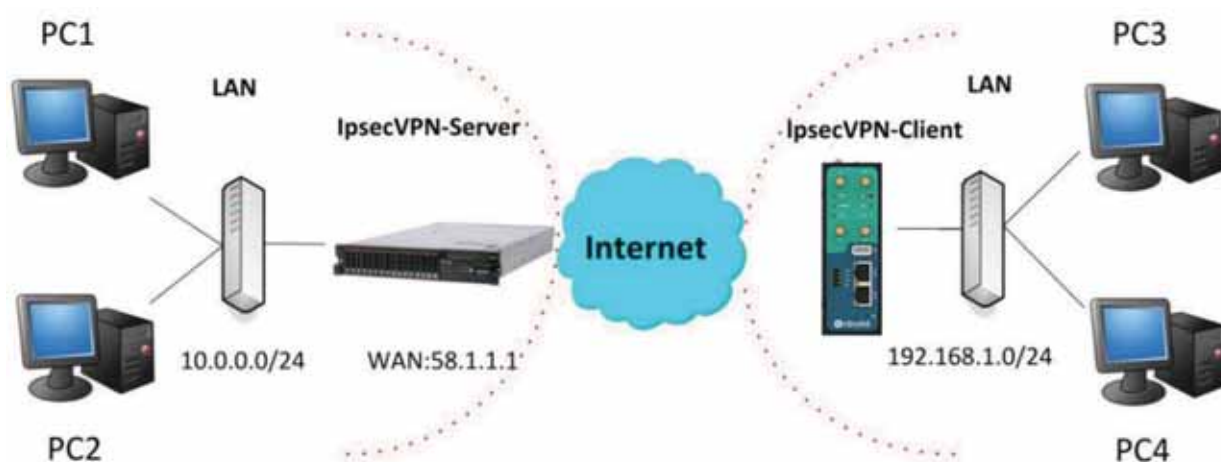 PC1
LAN
IpsecVPN-Server
PC2
10.0.0.0/24
WAN:58.1.1.1
Internet
IpsecVPN-Client
LAN
192.168.1.0/24
PC3
PC4